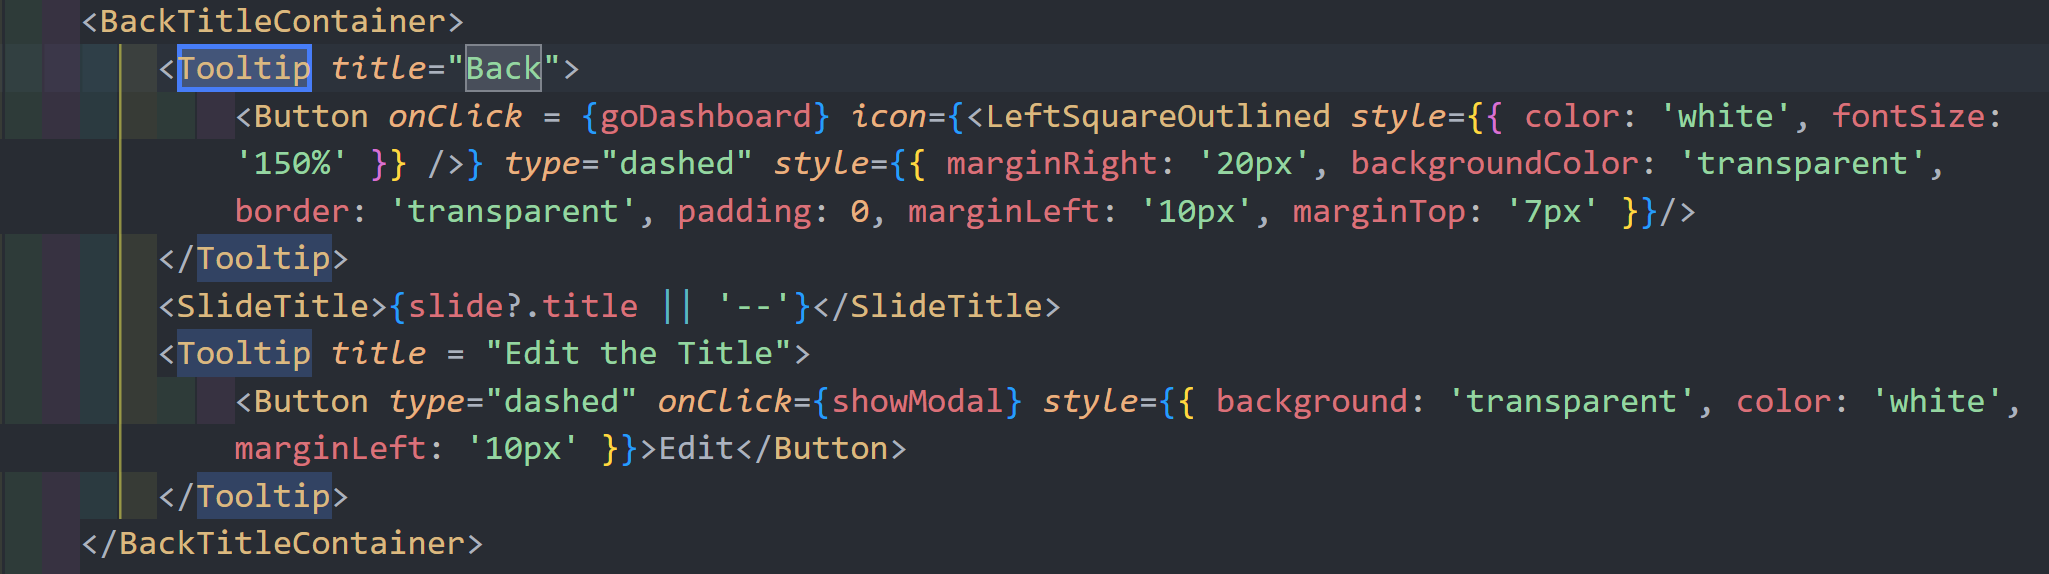 <BackTitleContainer>
<Tooltip title="Back">
<Button onClick = {goDashboard} icon={<LeftSquareOutlined style={{ color: 'white', fontSize:
'150%' }} />} type="dashed" style={{ marginRight: '20px', backgroundColor: 'transparent',
border: 'transparent', padding: 0, marginLeft: '10px', marginTop: '7px' }}/>
</Tooltip>
<SlideTitle>{slide?.title || '--'}</SlideTitle>
<Tooltip title = "Edit the Title">
<Button type="dashed" onClick={showModal} style={{ background: 'transparent', color: 'white',
marginLeft: '10px' }}>Edit</Button>
</Tooltip>
</BackTitleContainer>